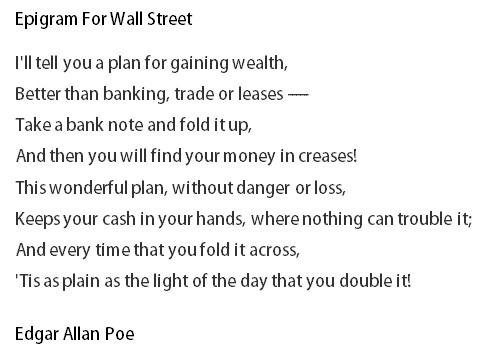 Epigram For Wall Street
I'll tell you a plan for gaining wealth,
Better than banking, trade or leases —
Take a bank note and fold it up,
And then you will find your money in creases!
This wonderful plan, without danger or loss,
Keeps your cash in your hands, where nothing can trouble it;
And every time that you fold it across,
'Tis as plain as the light of the day that you double it!
Edgar Allan Poe